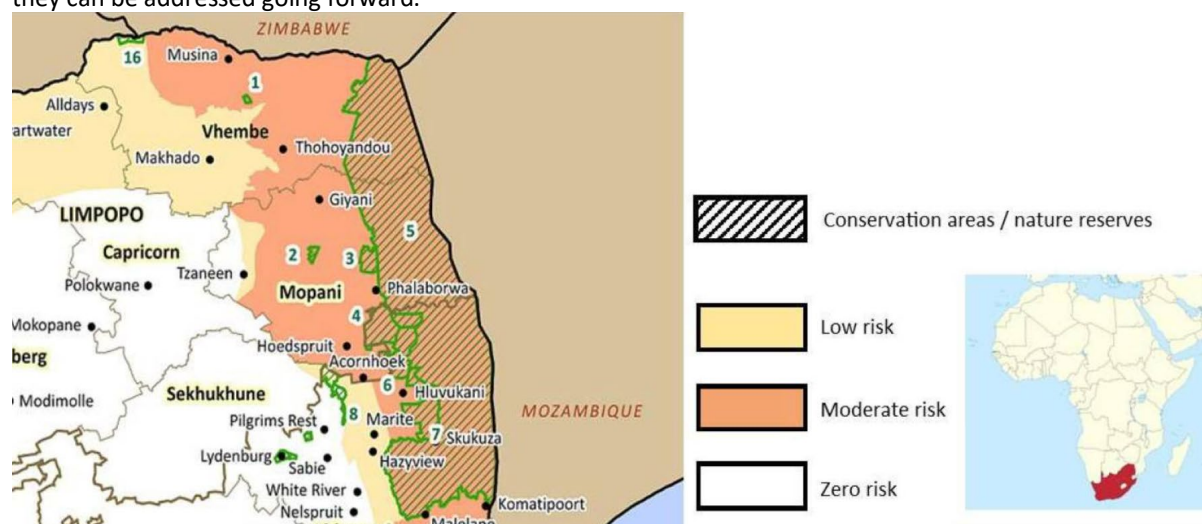 they can be addressed going forward.
ZIMBABWE
16
Musina
1
Alldays
artwater
Vhembe
Makhado
Thohoyandou
Giyani
LIMPOPO
Capricorn
5
2
3
Tzaneen
Polokwane
Mopani
Phalaborwa
4
Mokopane
Hoedspruit
berg
Acornhoek
6
Sekhukhune
Hluvukani
Modimolle
8
Marite
MOZAMBIQUE
Pilgrims Rest
7
Skukuza
Lydenburg
Sabie
Hazyview
White River
Komatipoort
Nelspruit
Malelane
Conservation areas / nature reserves
Low risk
Moderate risk
Zero risk